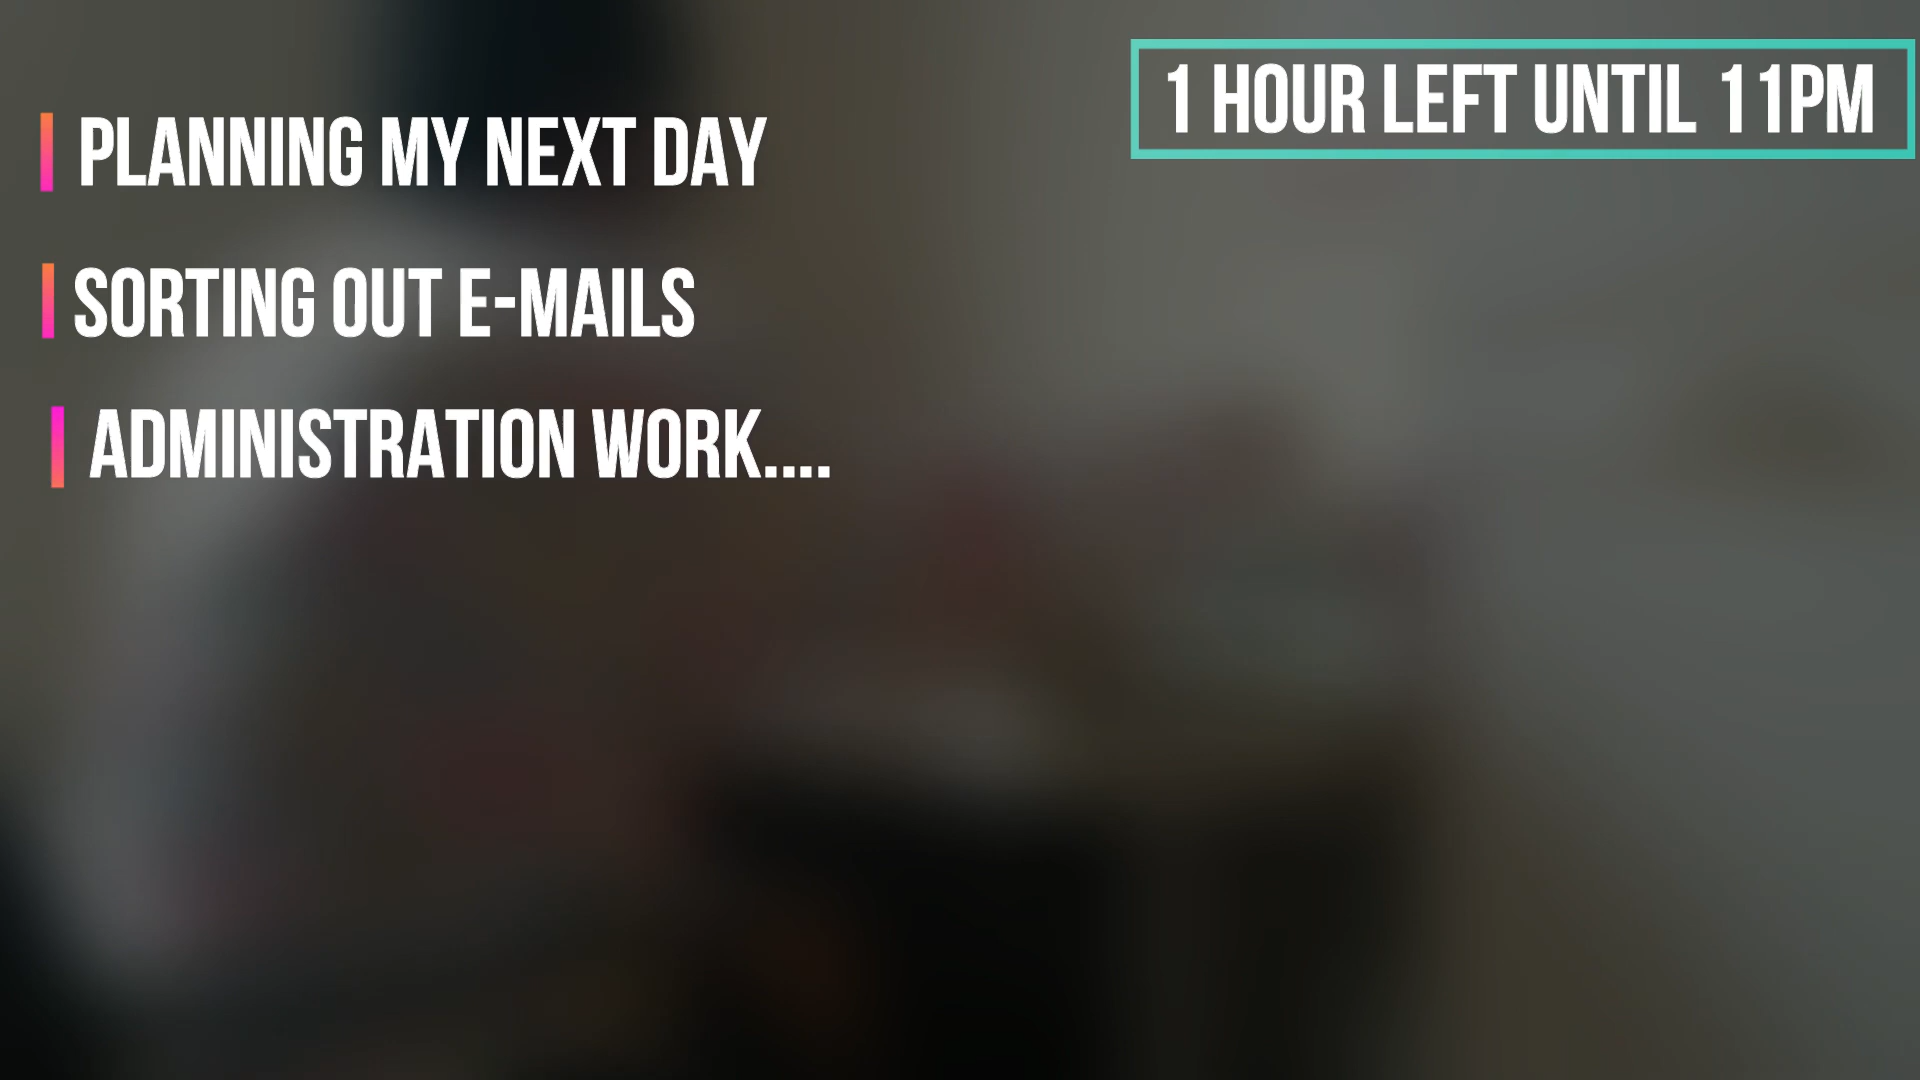 1 HOUR LEFT UNTIL 11PM
PLANNING MY NEXT DAY
SORTING OUT E-MAILS
ADMINISTRATION WORK....